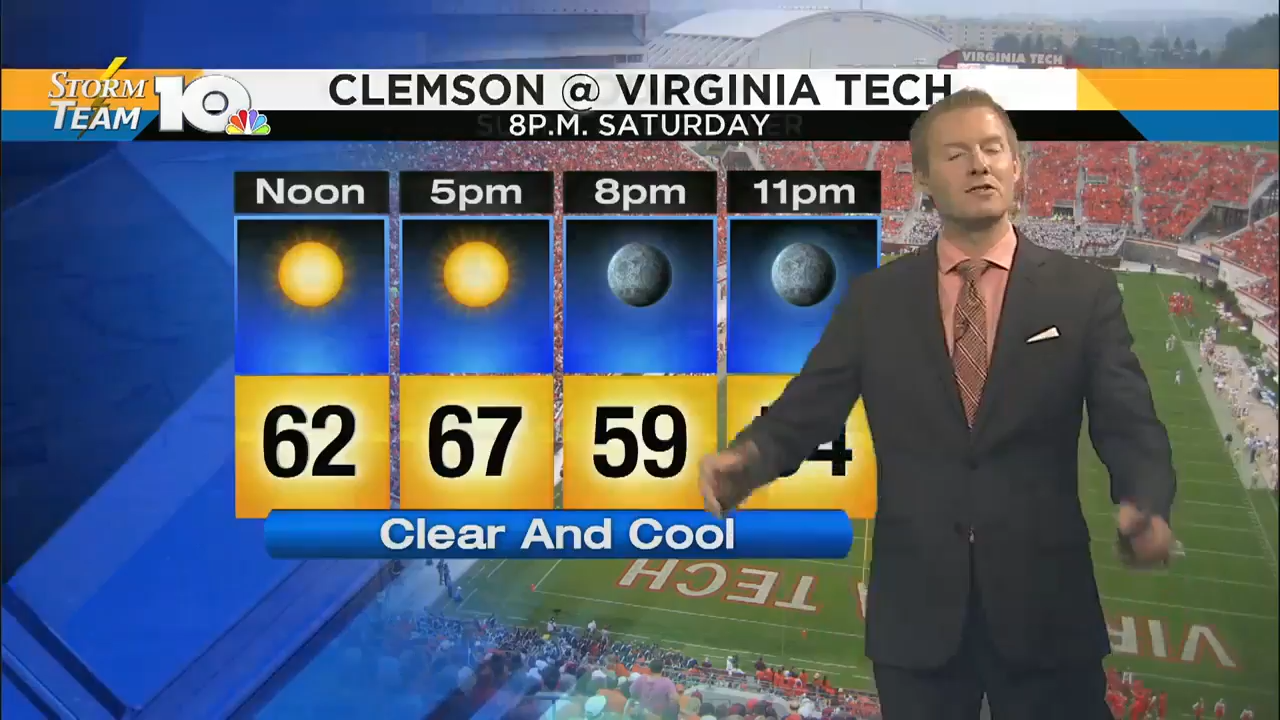 VIRGINIA TECH
STORM
TEAM 10
CLEMSON @ VIRGINIA TECH
8P.M. SATURDAY
Noon 5pm 8pm 11pm
62 67 59
Clear And Cool
TECH